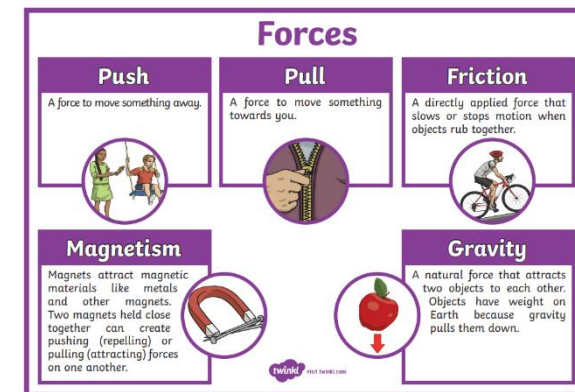 Forces
Push
A force to move something away.
Pull
A force to move something
towards you.
Friction
A directly applied force that
slows or stops motion when
objects rub together.
Magnetism
Magnets attract magnetic
materials like metals
and other magnets.
Two magnets held close
together can create
pushing (repelling) or
pulling (attracting) forces
on one another.
Gravity
A natural force that attracts
two objects to each other.
Objects have weight on
Earth because gravity
pulls them down.
twinkl visit twinkl.com